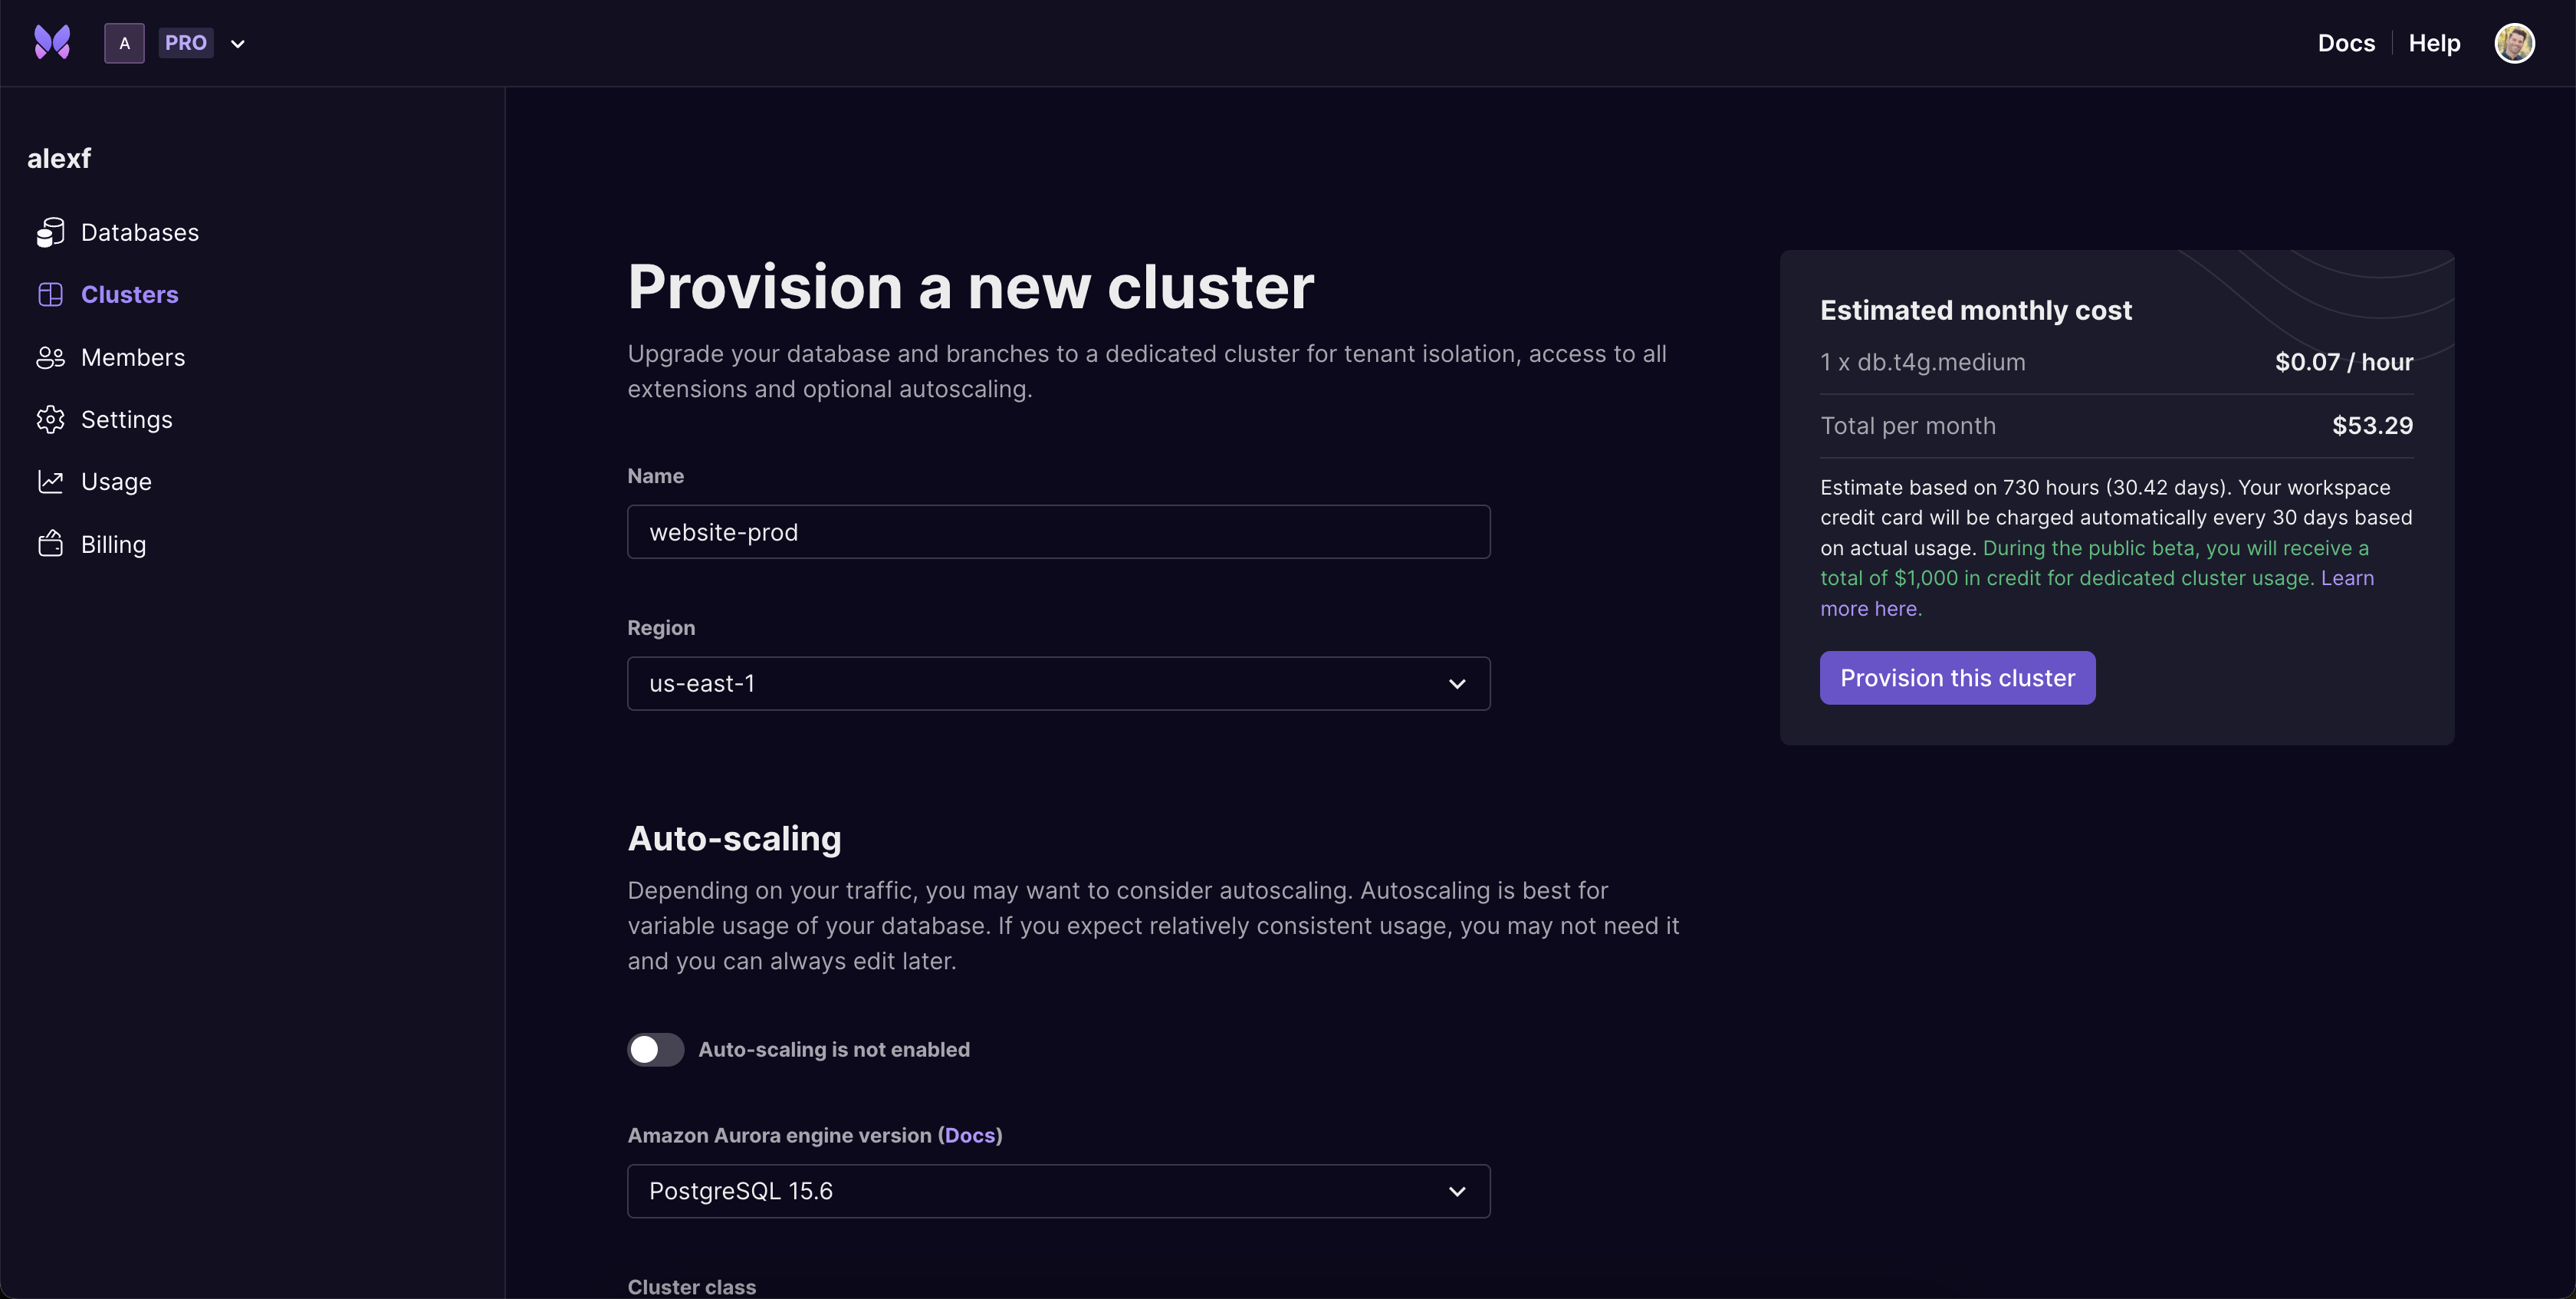 A PRO
Docs Help
alexf
Databases
Clusters
Members
Settings
Usage
Billing
Provision a new cluster
Upgrade your database and branches to a dedicated cluster for tenant isolation, access to all
extensions and optional autoscaling.
Name
website-prod
Region
us-east-1
Auto-scaling
Depending on your traffic, you may want to consider autoscaling. Autoscaling is best for
variable usage of your database. If you expect relatively consistent usage, you may not need it
and you can always edit later.
Auto-scaling is not enabled
Amazon Aurora engine version (Docs)
PostgreSQL 15.6
Cluster class
Estimated monthly cost
1 x db.t4g.medium $0.07 / hour
Total per month $53.29
Estimate based on 730 hours (30.42 days). Your workspace
credit card will be charged automatically every 30 days based
on actual usage. During the public beta, you will receive a
total of $1,000 in credit for dedicated cluster usage. Learn
more here.
Provision this cluster